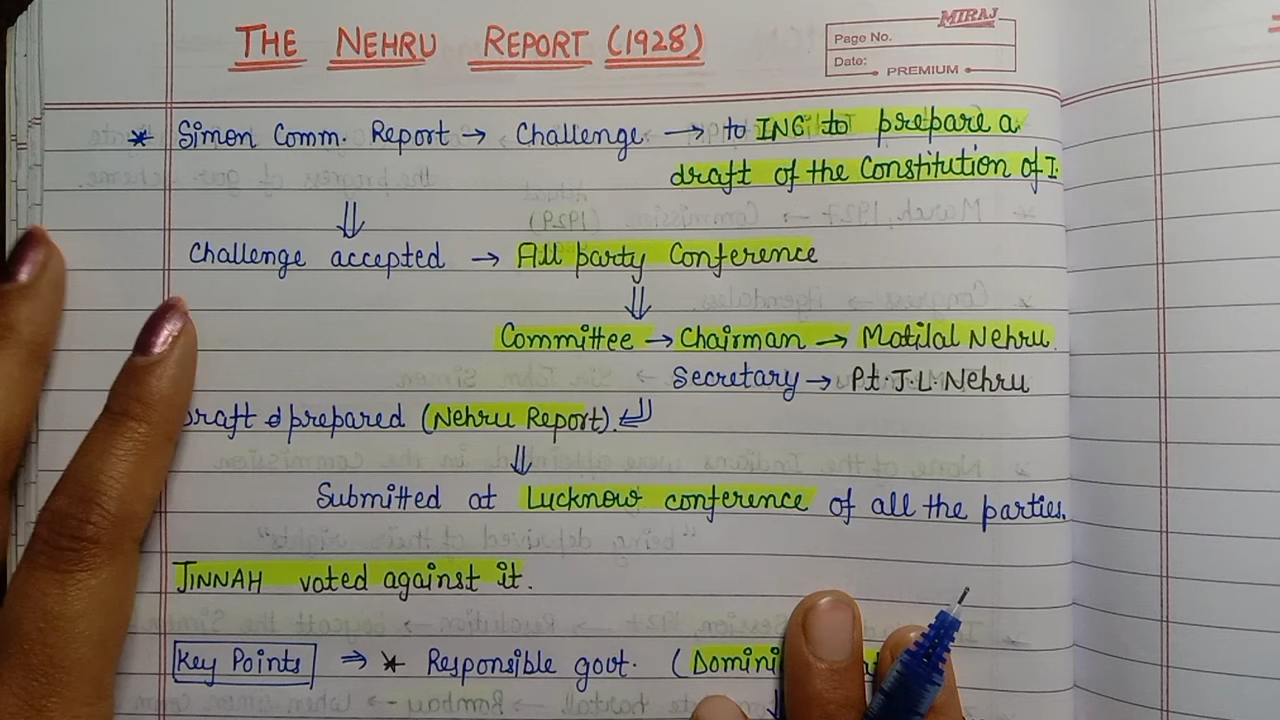 THE NEHRU REPORT (1928)
MIRAJ
Page No.
Date:
PREMIUM
* Simon Comm. Report → Challenge → to INC to prepare a
draft of the Constitution of I.
⇓
Challenge accepted → All party Conference
⇓
Committee → Chairman → Motilal Nehru.
Secretary → Pt. J.L. Nehru
Draft prepared (Nehru Report). ⇐
⇓
Submitted at Lucknow conference of all the parties.
JINNAH voted against it.
Key Points ⇒ * Responsible govt. (